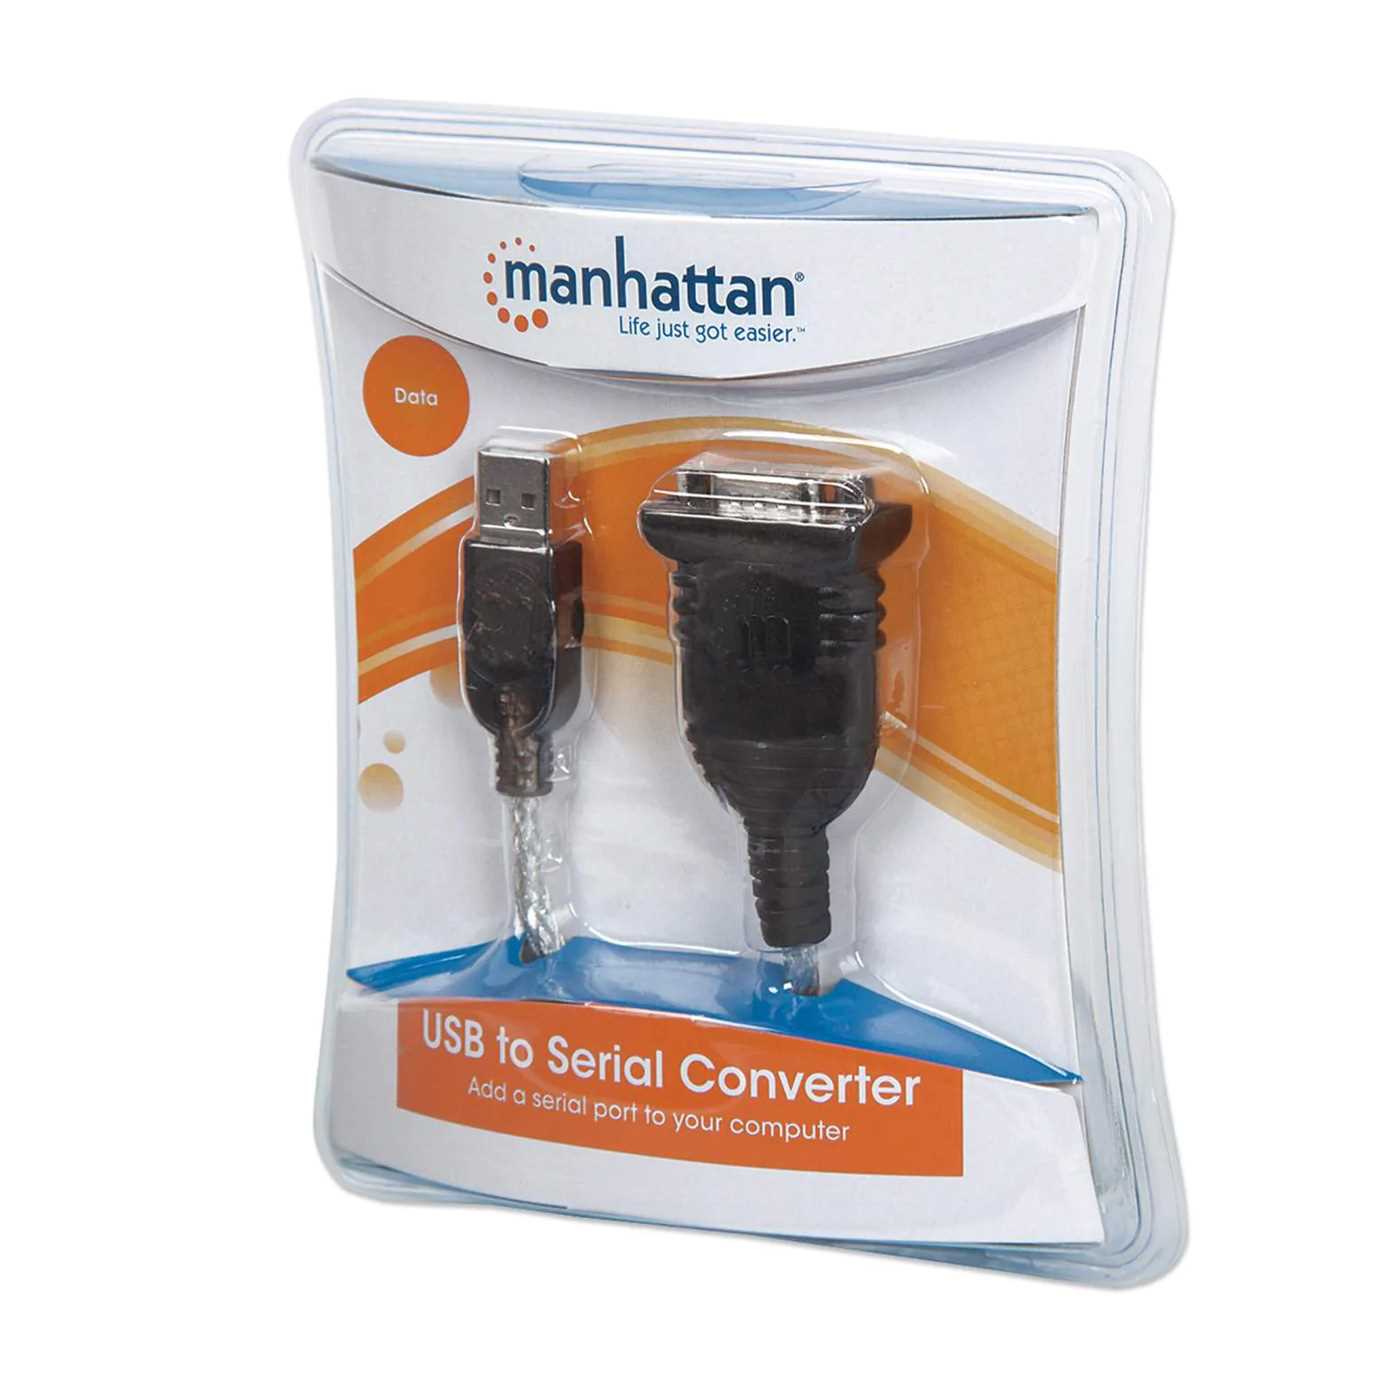 manhattan®
Life just got easier.™
Data
m
USB to Serial Converter
Add a serial port to your computer